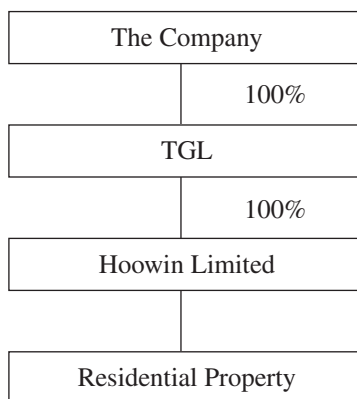 The Company
100%
TGL
100%
Hoowin Limited
Residential Property